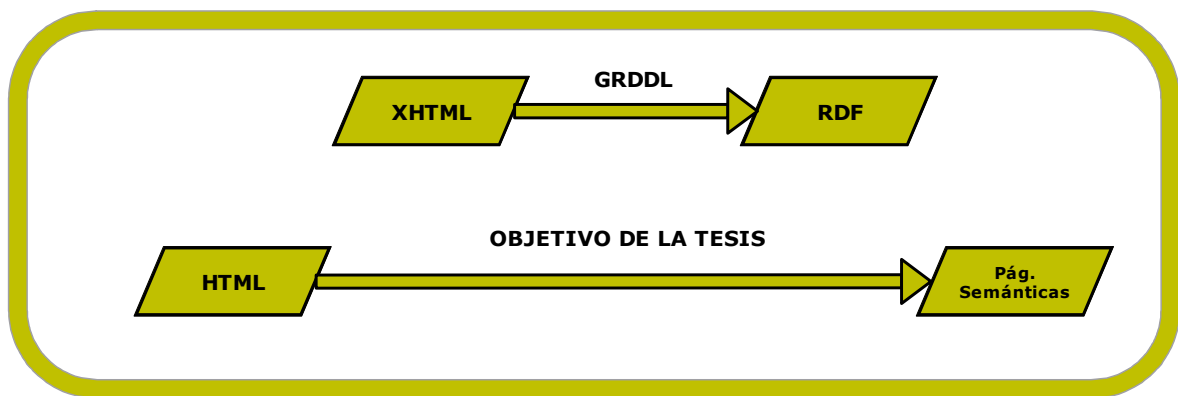 GRDDL
XHTML
RDF
OBJETIVO DE LA TESIS
HTML
Pág.
Semánticas